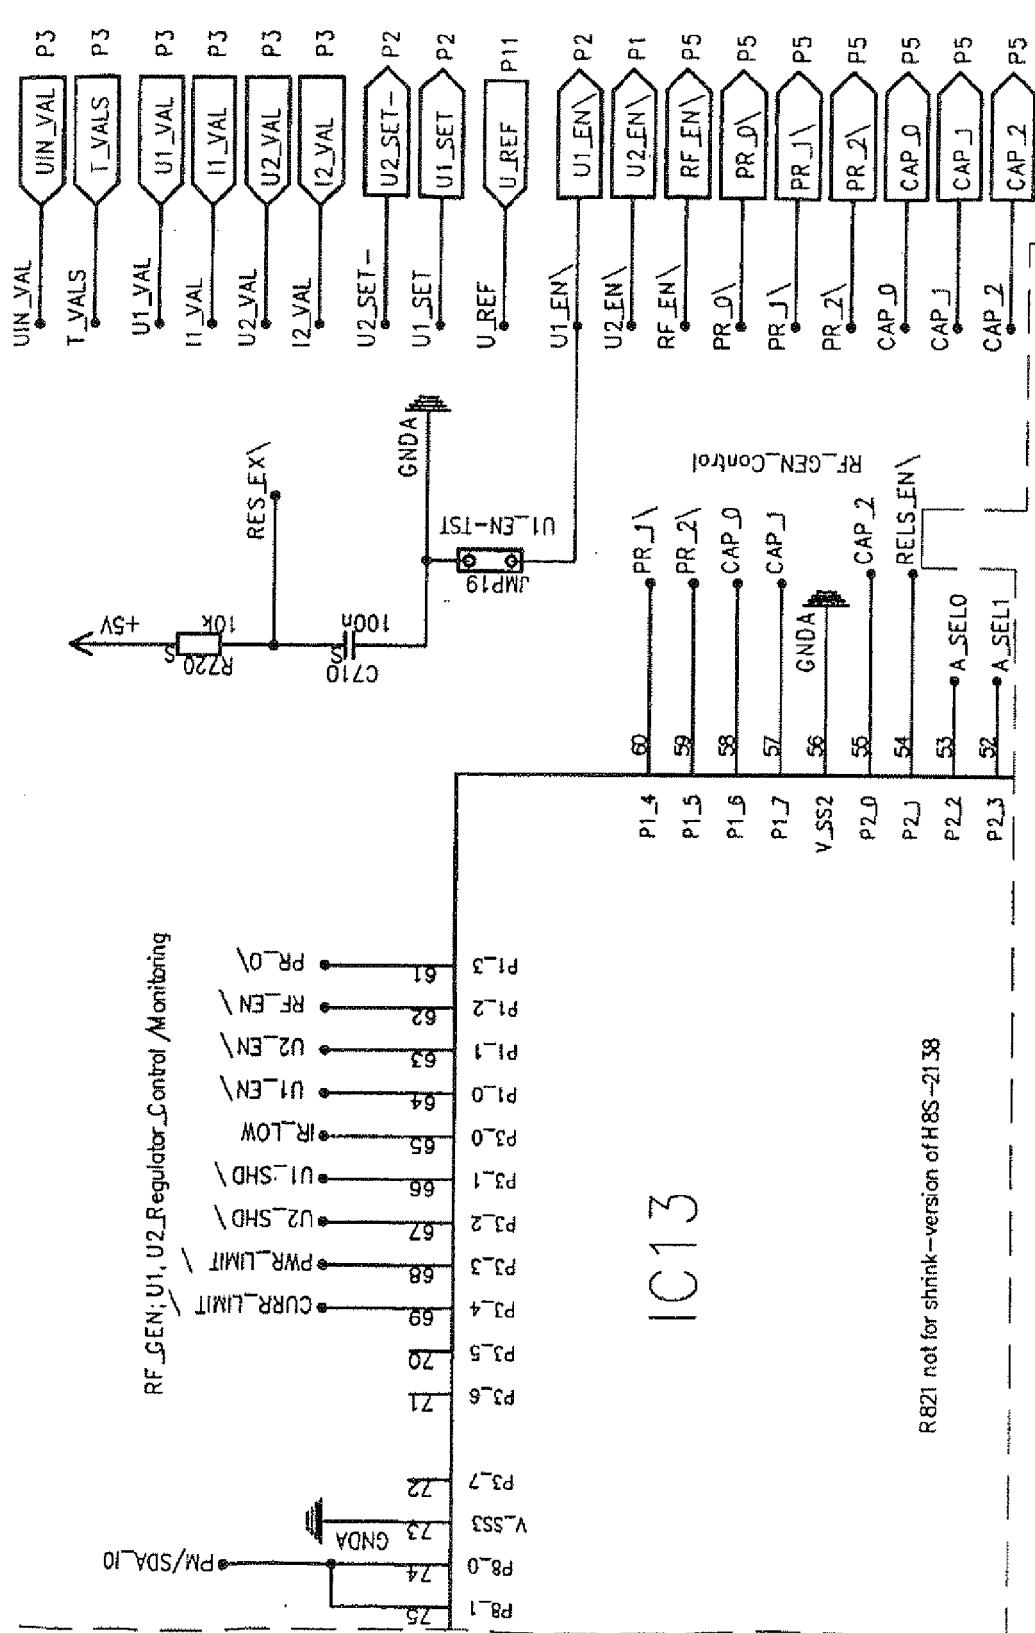 UIN_VAL
UIN_VAL
P3
T_VALS
T_VALS
P3
U1_VAL
U1_VAL
P3
I1_VAL
I1_VAL
P3
U2_VAL
U2_VAL
P3
I2_VAL
I2_VAL
P3
U2_SET-
U2_SET-
P2
U1_SET
U1_SET
P2
U_REF
U_REF
P11
U1_EN\
U1_EN\
P2
U2_EN\
U2_EN\
P1
RF_EN\
RF_EN\
P5
PR_0\
PR_0\
P5
PR_1\
PR_1\
P5
PR_2\
PR_2\
P5
CAP_0
CAP_0
P5
CAP_1
CAP_1
P5
CAP_2
CAP_2
P5
+5V
S
R720
10k
RES_EX\
S
C710
100n
GNDA
JMP19
U1_EN-TST
RF_GEN_Control
P1_4 60 PR_1\
P1_5 59 PR_2\
P1_6 58 CAP_0
P1_7 57 CAP_1
V_SS2 56 GNDA
P2_0 55 CAP_2
P2_1 54 RELS_EN\
P2_2 53 A_SEL0
P2_3 52 A_SEL1
RF_GEN; U1, U2_Regulator_Control/Monitoring
PR_0\ 61 P1_3
RF_EN\ 62 P1_2
U2_EN\ 63 P1_1
U1_EN\ 64 P1_0
IR_LOW 65 P3_0
U1_SHD\ 66 P3_1
U2_SHD\ 67 P3_2
PWR_LIMIT\ 68 P3_3
CURR_LIMIT\ 69 P3_4
70 P3_5
71 P3_6
72 P3_7
GNDA 73 V_SS3
PM/SDA_IO 74 P8_0
75 P8_1
IC13
R821 not for shrink-version of H8S-2138